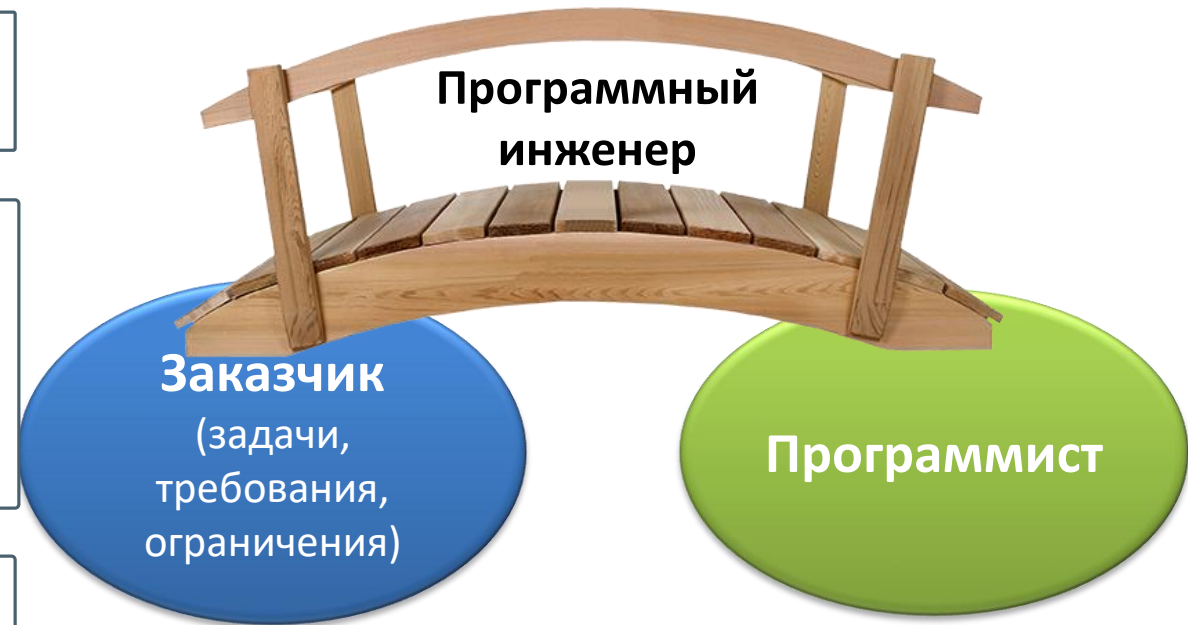 Программный
инженер
Заказчик
(задачи,
требования,
ограничения)
Программист